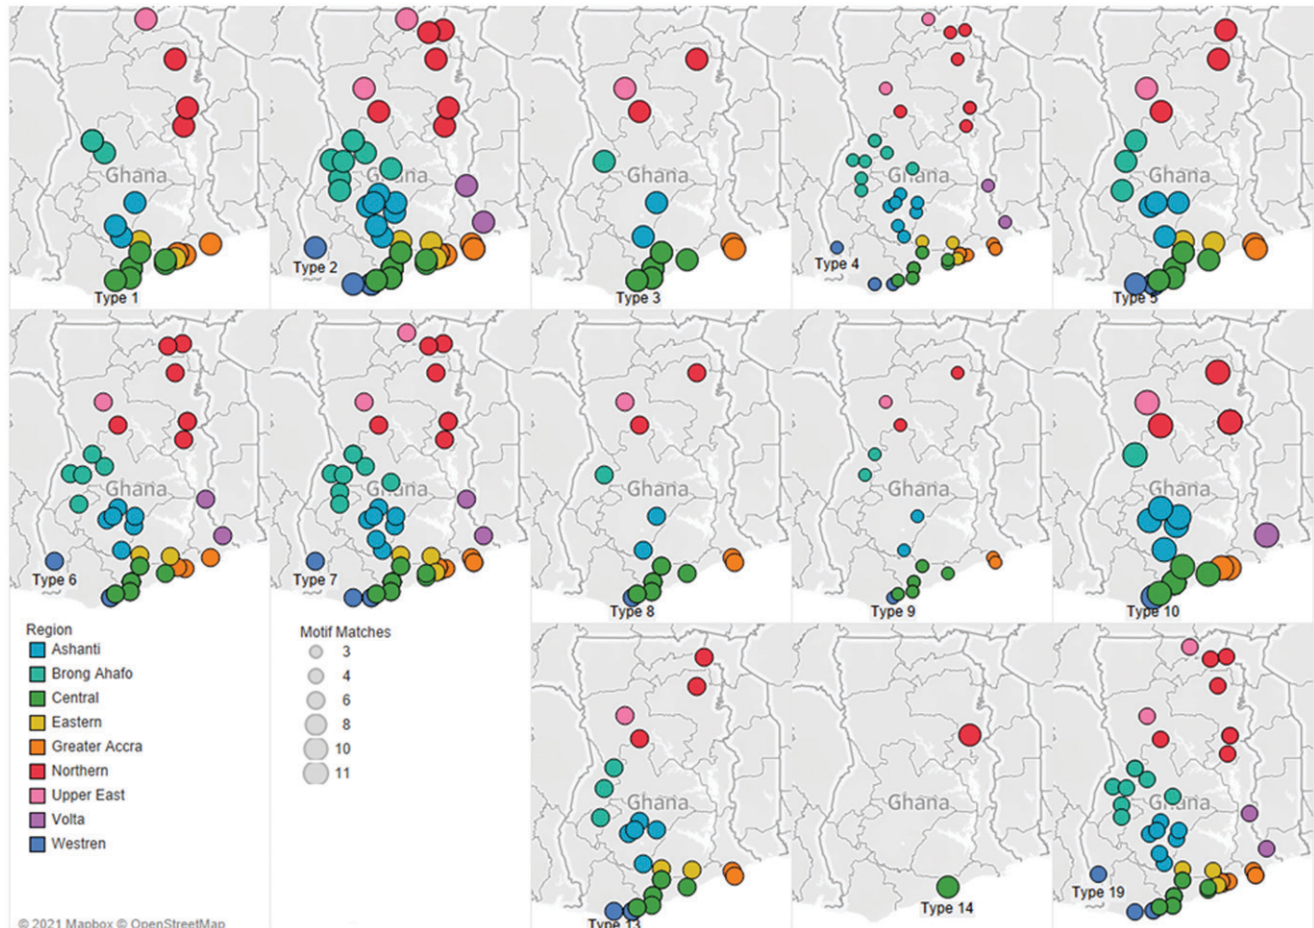 Ghana
Ghana
Ghana
Ghana
Ghana
Type 1
Type 2
Type 3
Type 4
Type 5
Ghana
Ghana
Ghana
Ghana
Ghana
Type 6
Type 7
Type 8
Type 9
Type 10
Region
Ashanti
Brong Ahafo
Central
Eastern
Greater Accra
Northern
Upper East
Volta
Westren
Motif Matches
3
4
6
8
10
11
Ghana
Ghana
Ghana
Type 13
Type 14
Type 19
© 2021 Mapbox © OpenStreetMap